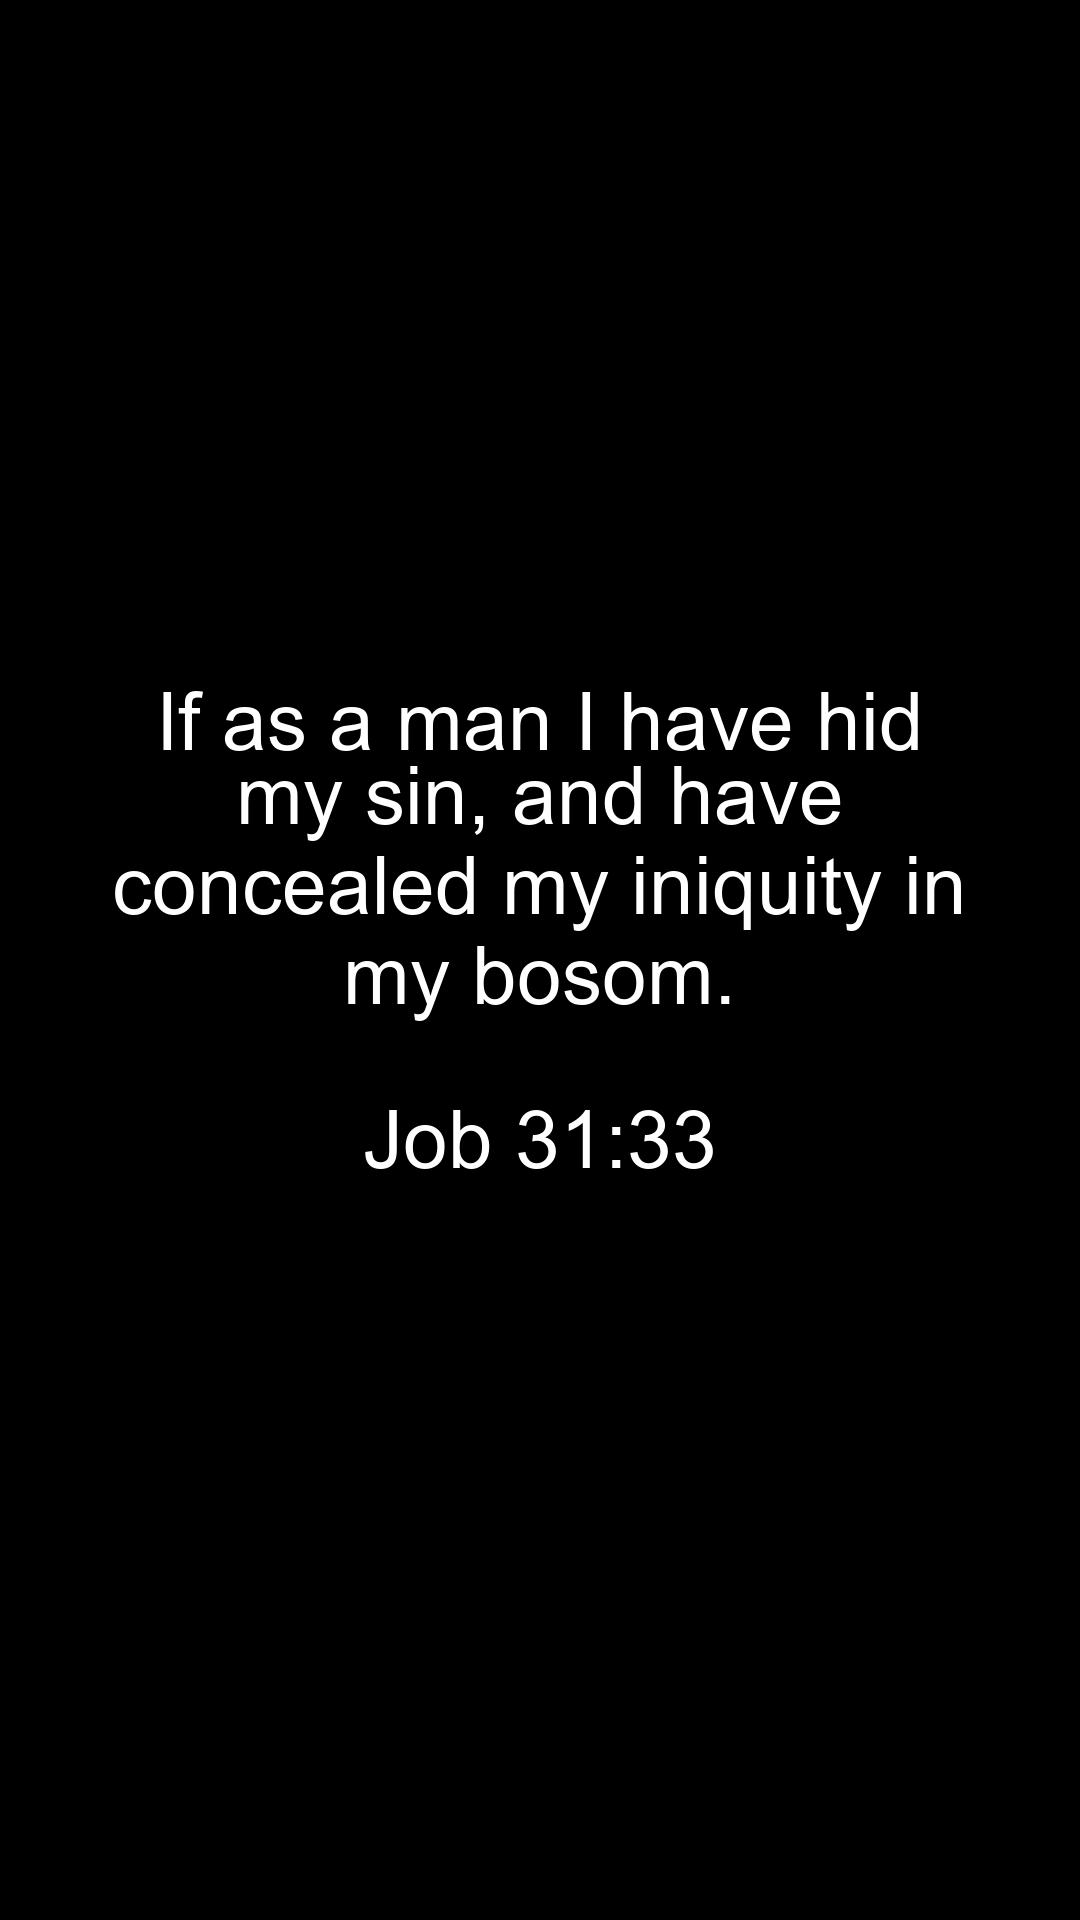 If as a man I have hid
my sin, and have
concealed my iniquity in
my bosom.
Job 31:33